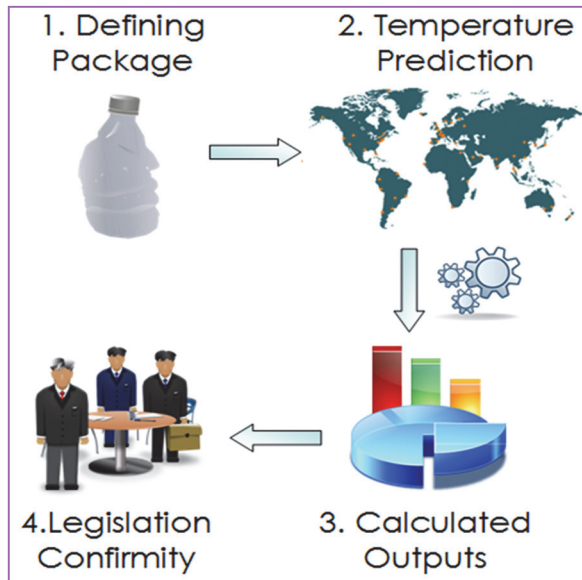 1. Defining
Package
2. Temperature
Prediction
4.Legislation
Confirmity
3. Calculated
Outputs